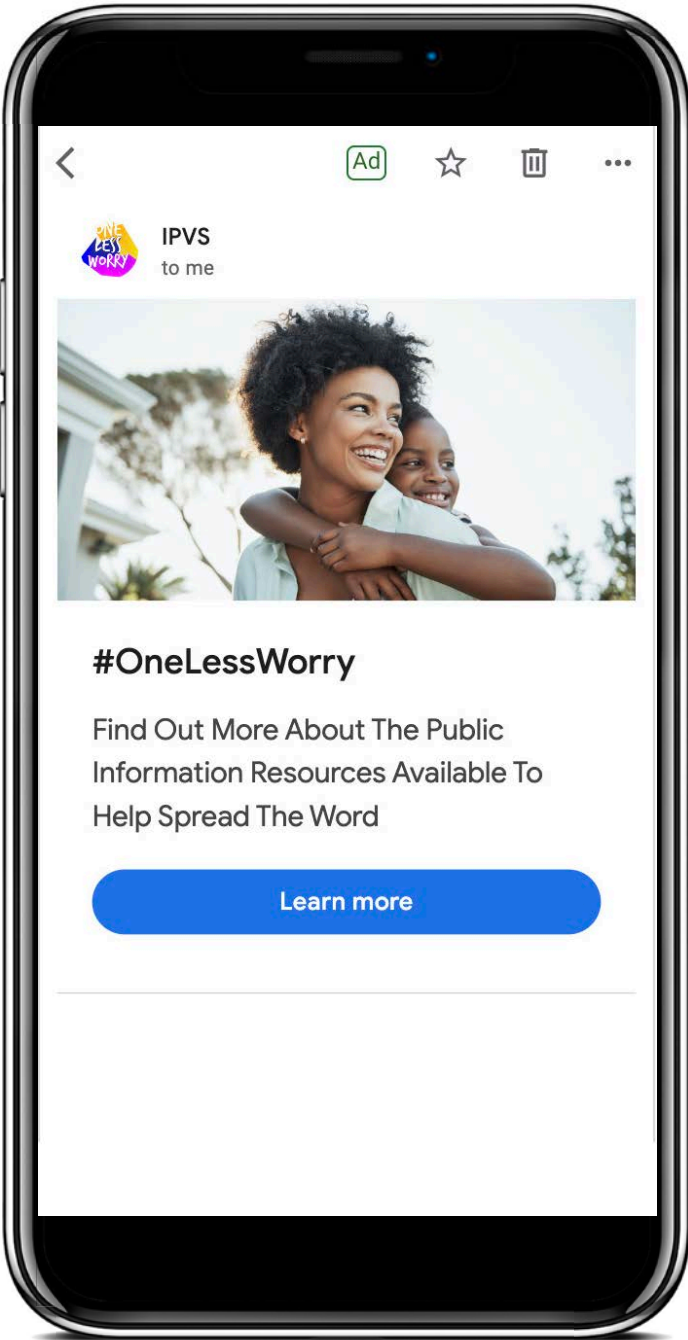 Ad
ONE
LESS
WORRY
IPVS
to me
#OneLessWorry
Find Out More About The Public
Information Resources Available To
Help Spread The Word
Learn more